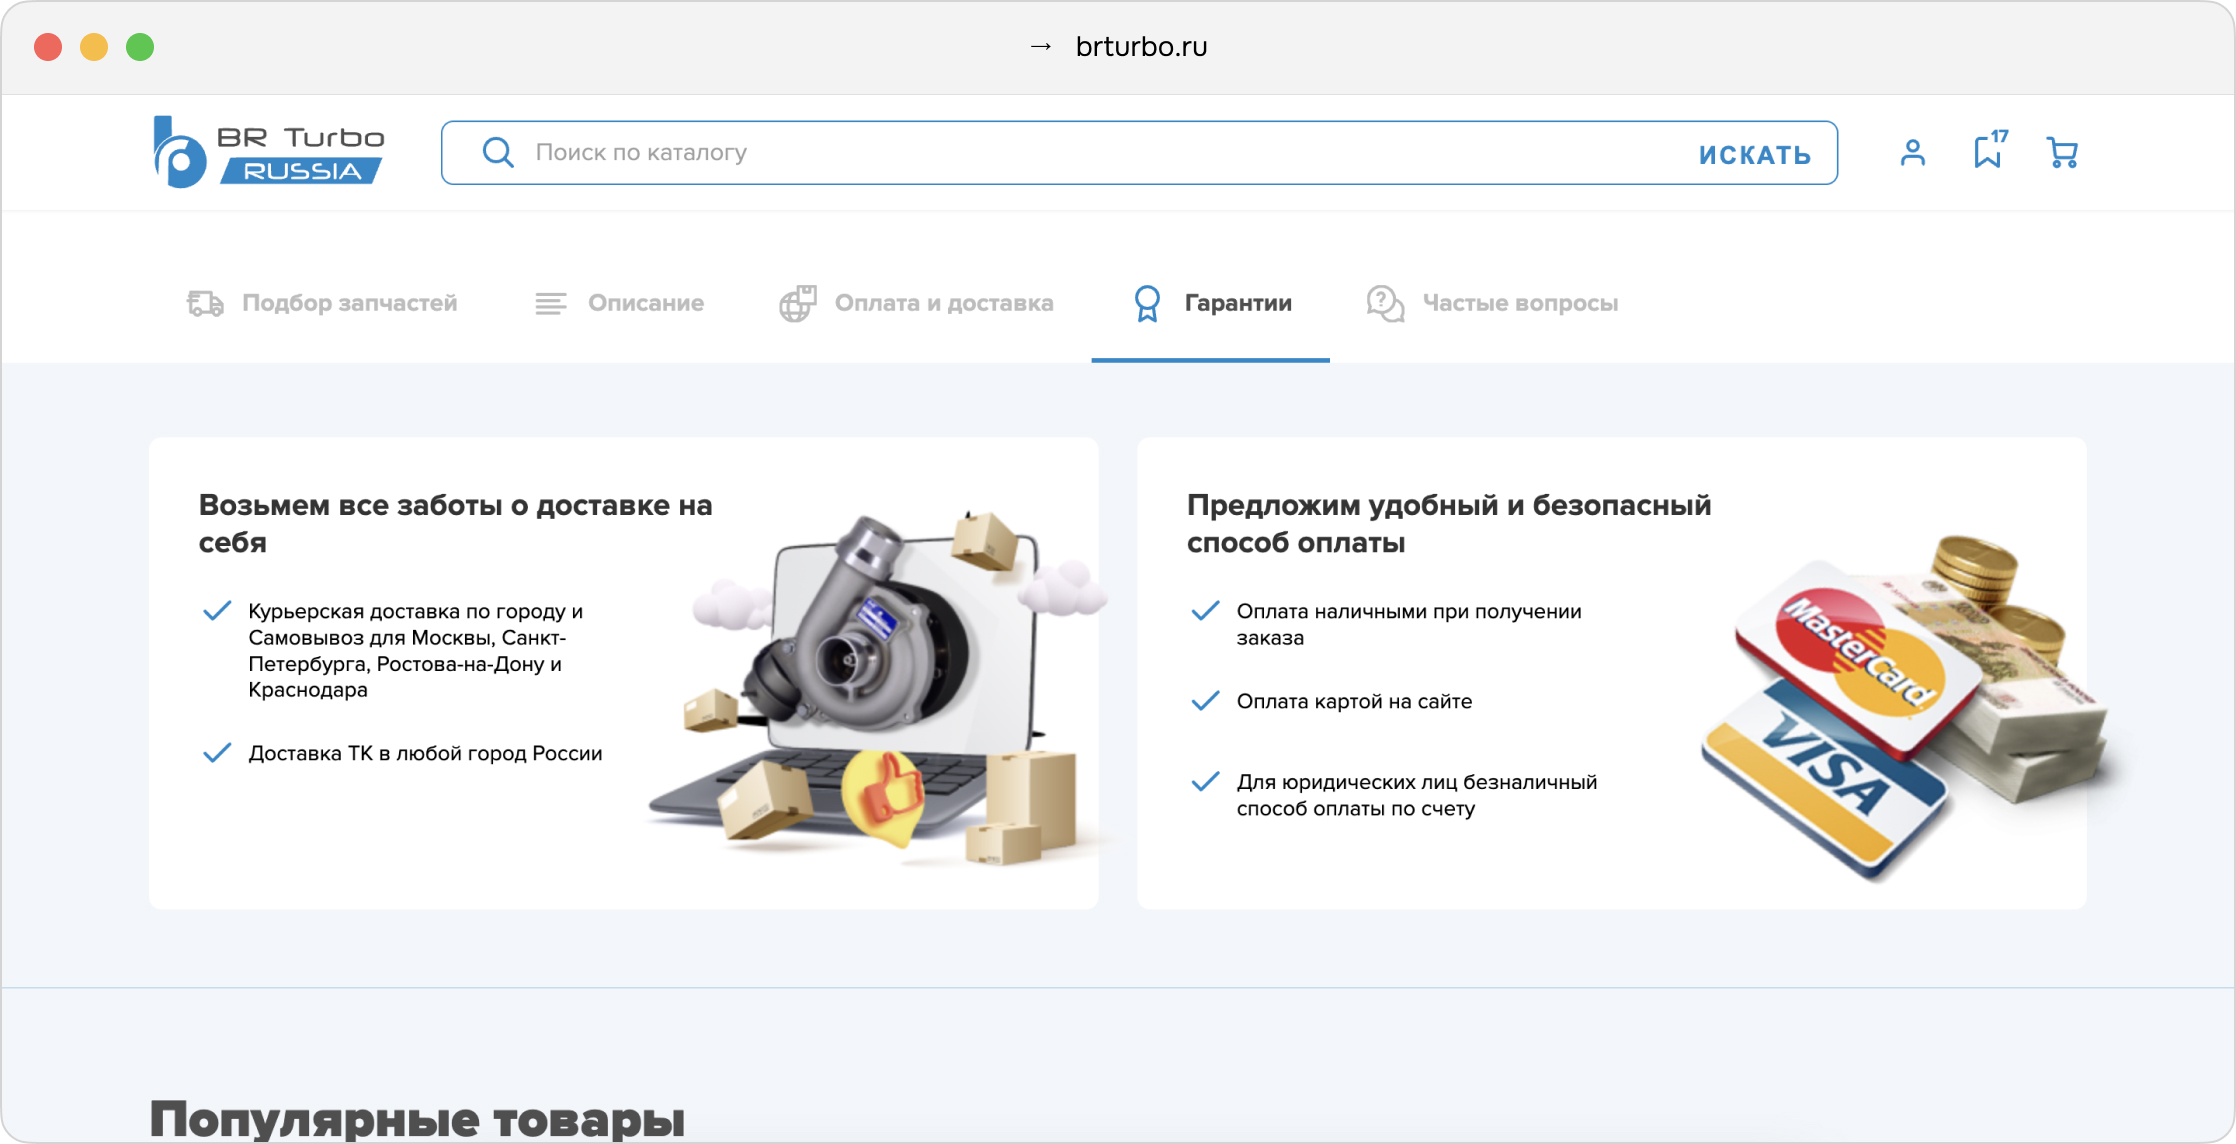 → brturbo.ru
BR Turbo
RUSSIA
Поиск по каталогу
ИСКАТЬ
17
Подбор запчастей
Описание
Оплата и доставка
Гарантии
Частые вопросы
Возьмем все заботы о доставке на
себя
Курьерская доставка по городу и
Самовывоз для Москвы, Санкт-
Петербурга, Ростова-на-Дону и
Краснодара
Доставка ТК в любой город России
Предложим удобный и безопасный
способ оплаты
Оплата наличными при получении
заказа
Оплата картой на сайте
Для юридических лиц безналичный
способ оплаты по счету
MasterCard
VISA
Популярные товары